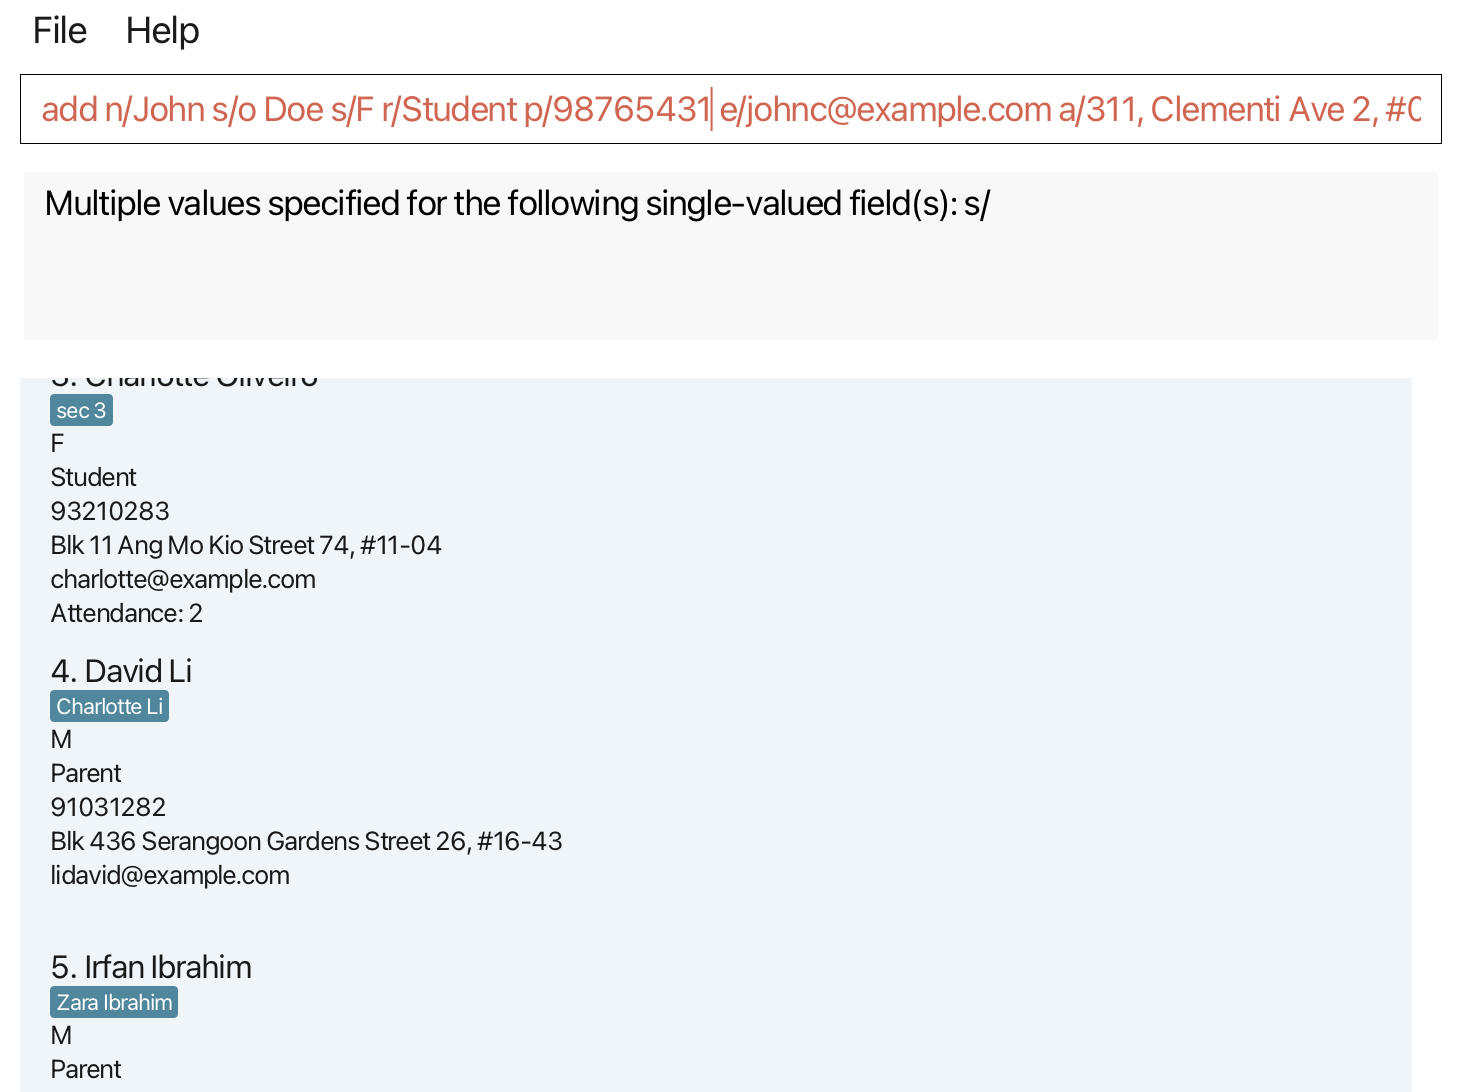 File Help
add n/John s/o Doe s/F r/Student p/98765431 e/johnc@example.com a/311, Clementi Ave 2, #
Multiple values specified for the following single-valued field(s): s/
3. Charlotte Oliveiro
sec 3
F
Student
93210283
Blk 11 Ang Mo Kio Street 74, #11-04
charlotte@example.com
Attendance: 2
4. David Li
Charlotte Li
M
Parent
91031282
Blk 436 Serangoon Gardens Street 26, #16-43
lidavid@example.com
5. Irfan Ibrahim
Zara Ibrahim
M
Parent